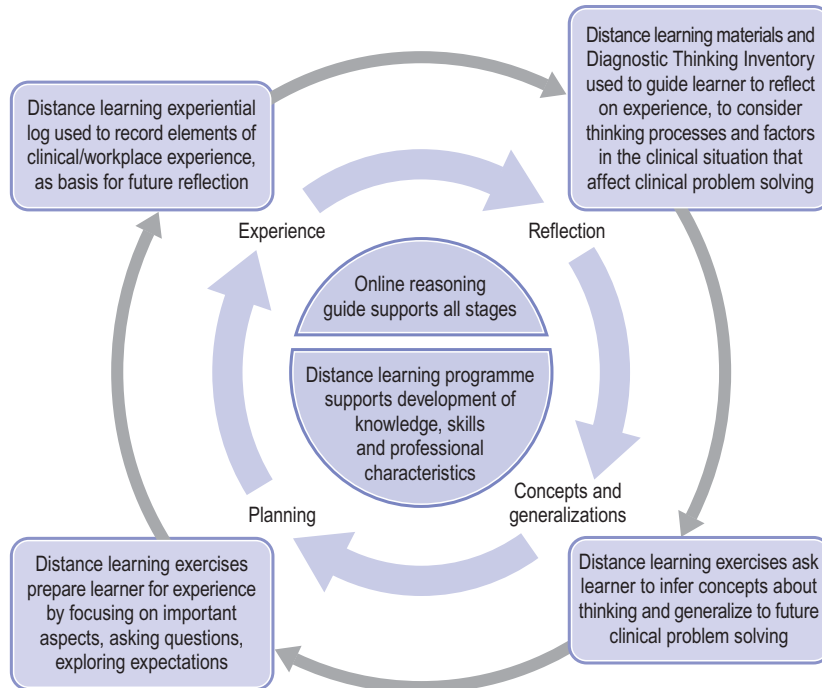 Distance learning experiential
log used to record elements of
clinical/workplace experience,
as basis for future reflection
Distance learning materials and
Diagnostic Thinking Inventory
used to guide learner to reflect
on experience, to consider
thinking processes and factors
in the clinical situation that
affect clinical problem solving
Experience
Reflection
Online reasoning
guide supports all stages
Distance learning programme
supports development of
knowledge, skills
and professional
characteristics
Planning
Concepts and
generalizations
Distance learning exercises
prepare learner for experience
by focusing on important
aspects, asking questions,
exploring expectations
Distance learning exercises ask
learner to infer concepts about
thinking and generalize to future
clinical problem solving